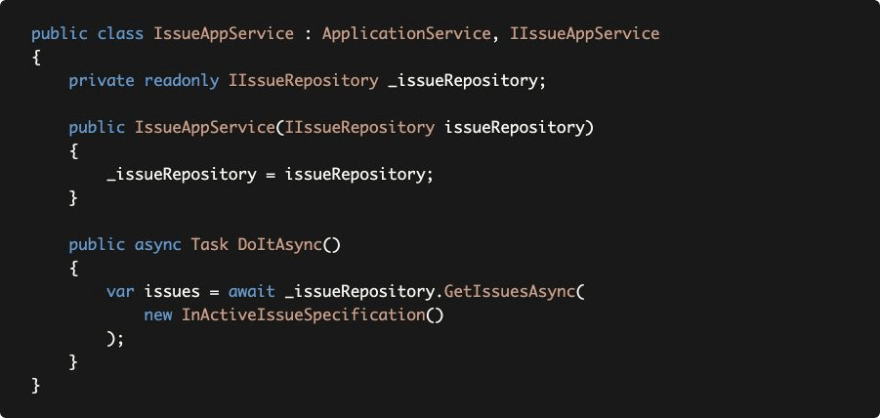 public class IssueAppService : ApplicationService, IIssueAppService
{
    private readonly IIssueRepository _issueRepository;

    public IssueAppService(IIssueRepository issueRepository)
    {
        _issueRepository = issueRepository;
    }

    public async Task DoItAsync()
    {
        var issues = await _issueRepository.GetIssuesAsync(
            new InActiveIssueSpecification()
        );
    }
}